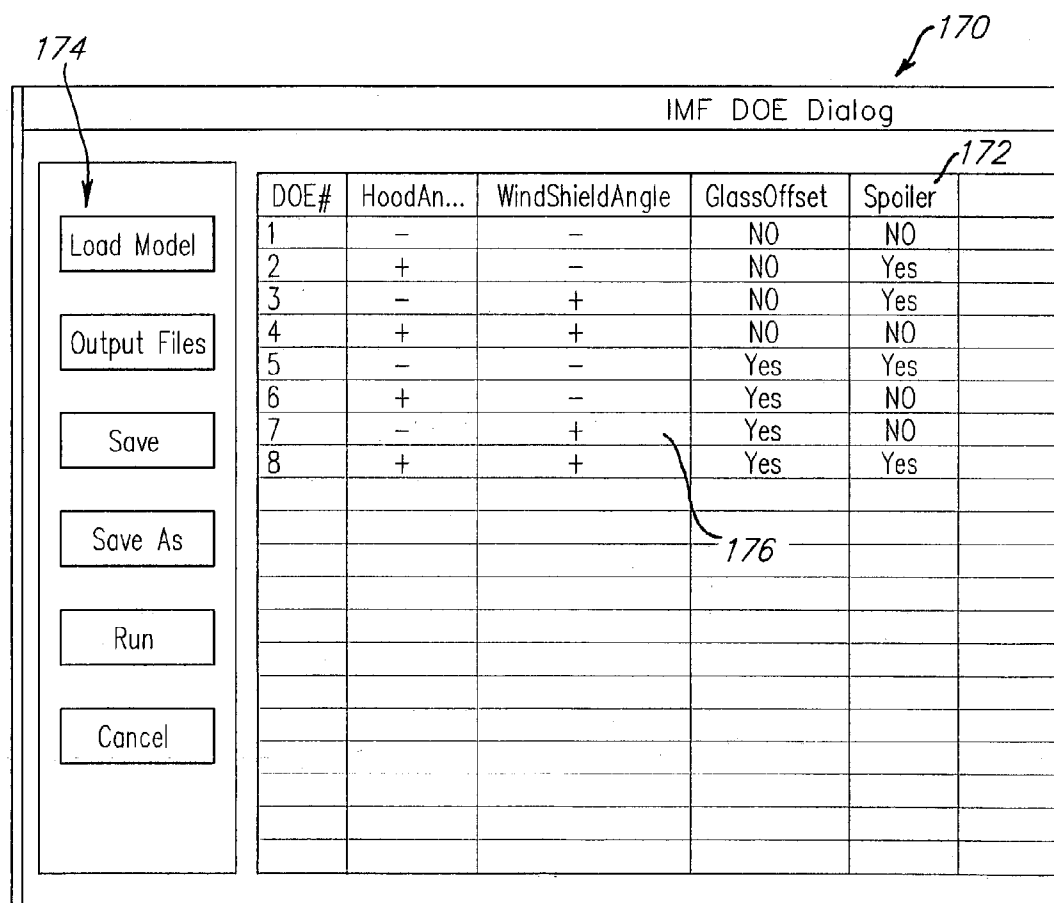 174
170
IMF DOE Dialog
172
DOE# HoodAn... WindShieldAngle GlassOffset Spoiler
1 – – NO NO
2 + – NO Yes
3 – + NO Yes
4 + + NO NO
5 – – Yes Yes
6 + – Yes NO
7 – + Yes NO
8 + + Yes Yes
176
Load Model
Output Files
Save
Save As
Run
Cancel